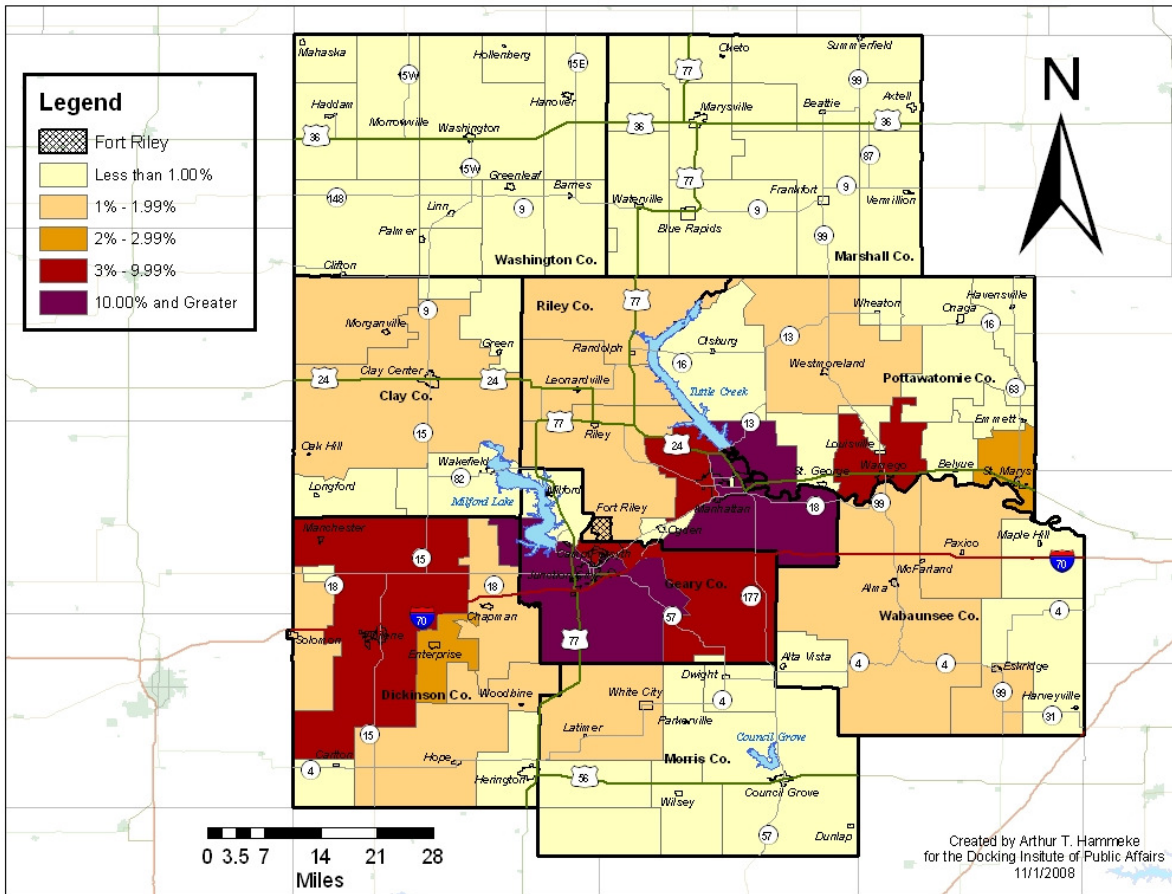 Legend
Fort Riley
Less than 1.00%
1% - 1.99%
2% - 2.99%
3% - 9.99%
10.00% and Greater
N
Mahaska
Hollenberg
Oketo
Summerfield
15W
15E
77
99
Haddam
Hanover
Marysville
Beattie
Axtell
Morrowville
Washington
36
36
36
36
87
15W
Greenleaf
Barnes
77
Frankfort
9
148
Linn
9
Waterville
9
Vermillion
Blue Rapids
Palmer
99
Washington Co.
Marshall Co.
Clifton
Riley Co.
77
Wheaton
Havensville
Onaga
9
Morganville
16
13
Green
Randolph
Olsburg
16
Westmoreland
Clay Center
24
24
Leonardville
Tuttle Creek
Pottawatomie Co.
63
Clay Co.
77
Riley
13
Emmett
15
24
Louisville
Oak Hill
Wakefield
82
St. George
Wamego
Belvue
St. Marys
Longford
Milford Lake
Milford
Manhattan
18
99
Fort Riley
Ogden
Manchester
Maple Hill
Paxico
15
70
McFarland
18
18
Geary Co.
Alma
177
Wabaunsee Co.
70
Chapman
57
4
Solomon
Enterprise
77
Alta Vista
4
4
Eskridge
Dickinson Co.
Woodbine
Dwight
White City
4
99
Harveyville
31
15
Latimer
Parkerville
Council Grove
Carlton
4
Hope
Herington
Morris Co.
56
Council Grove
Wilsey
57
Dunlap
0 3.5 7 14 21 28
Miles
Created by Arthur T. Hammeke
for the Docking Insitute of Public Affairs
11/1/2008